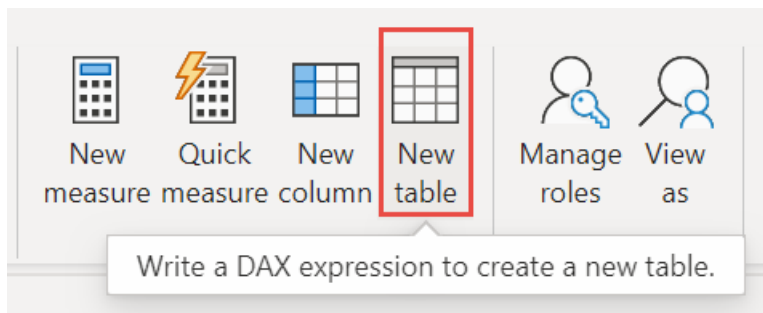 New Quick New New Manage View
measure measure column table roles as
Write a DAX expression to create a new table.